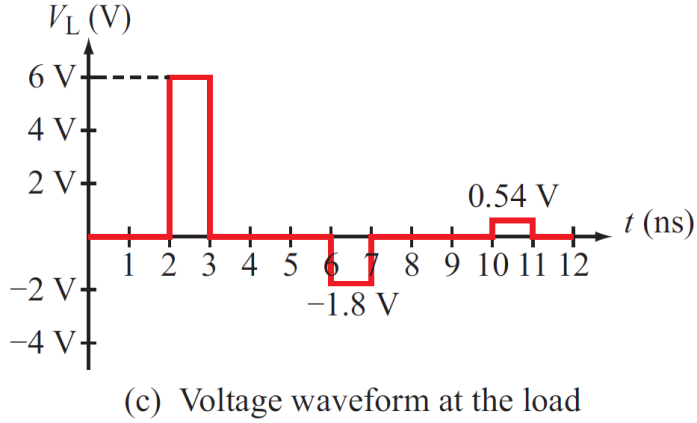 V_L (V)
6 V
4 V
2 V
0.54 V
t (ns)
1 2 3 4 5 6 7 8 9 10 11 12
−2 V
−1.8 V
−4 V
(c) Voltage waveform at the load